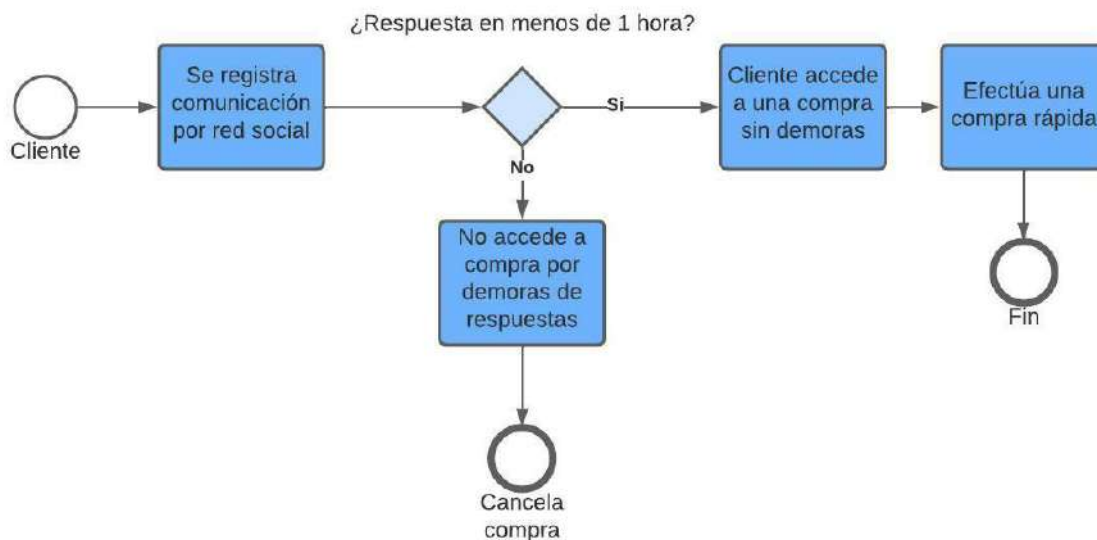 ¿Respuesta en menos de 1 hora?
Se registra
comunicación
por red social
Cliente
Si
No
Cliente accede
a una compra
sin demoras
Efectúa una
compra rápida
No accede a
compra por
demoras de
respuestas
Fin
Cancela
compra